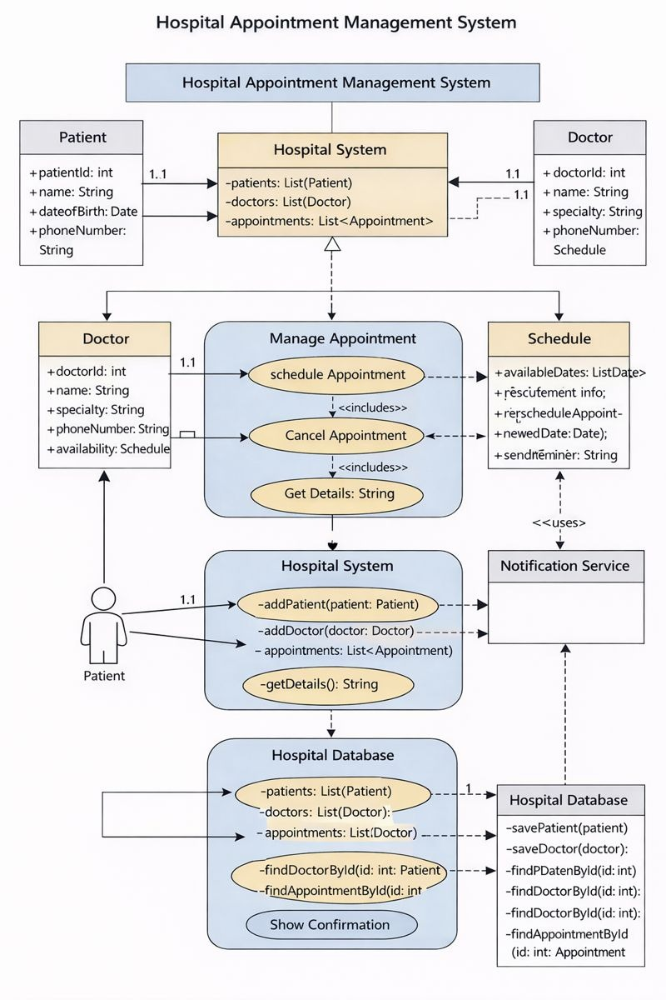 Hospital Appointment Management System
Hospital Appointment Management System
Patient
+patientId: int
+name: String
+dateofBirth: Date
+phoneNumber:
String
1..1
Hospital System
-patients: List(Patient)
-doctors: List(Doctor)
-appointments: List<Appointment>
1.1
1.1
Doctor
+ doctorId: int
+ name: String
+ specialty: String
+ phoneNumber:
Schedule
Doctor
+doctorId: int
+name: String
+specialty: String
+phoneNumber: String
+availability: Schedule
1.1
Manage Appointment
schedule Appointment
<<includes>>
Cancel Appointment
<<includes>>
Get Details: String
Schedule
+availableDates: ListDate>
info;
+newedDate: Date);
String
<<uses>
Notification Service
Patient
1.1
Hospital System
-addPatient(patient: Patient)
-addDoctor(doctor: Doctor)
- appointments: List<Appointment)
-getDetails(): String
Hospital Database
-patients: List(Patient)
-doctors: List(Doctor):
- appointments: List(Doctor)
-findDoctorById(id: int: Patient
-findAppointmentById(id: int
Show Confirmation
1
Hospital Database
-savePatient(patient)
-saveDoctor(doctor):
-findPDatenById(id: int)
-findDoctorById(id: int):
-findDoctorById(id: int):
-findAppointmentById
(id: int: Appointment